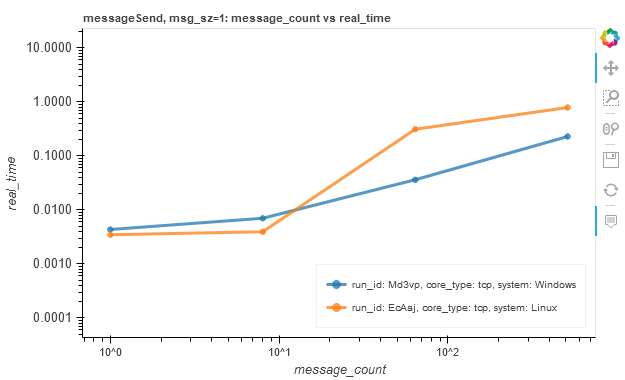 messageSend, msg_sz=1: message_count vs real_time
10.0000
1.0000
0.1000
0.0100
0.0010
0.0001
real_time
run_id: Md3vp, core_type: tcp, system: Windows
run_id: EcAaj, core_type: tcp, system: Linux
10^0
10^1
10^2
message_count